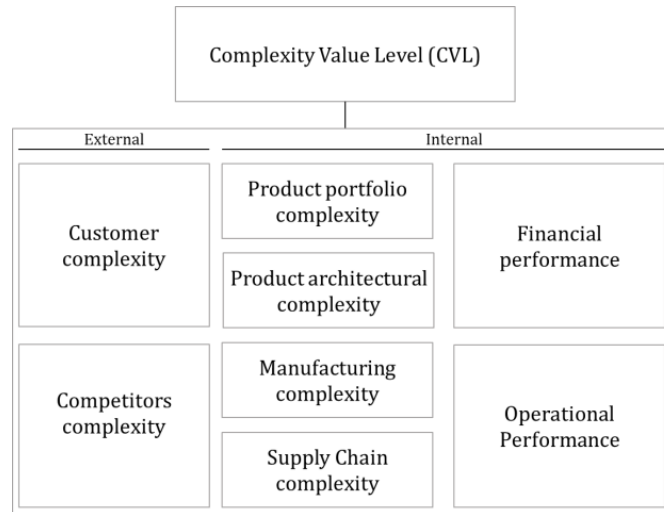 Complexity Value Level (CVL)
External
Internal
Customer
complexity
Competitors
complexity
Product portfolio
complexity
Product architectural
complexity
Manufacturing
complexity
Supply Chain
complexity
Financial
performance
Operational
Performance